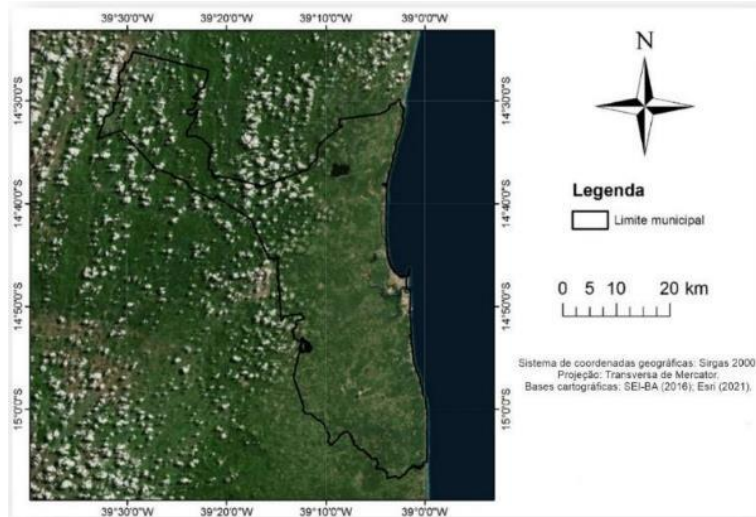 39°30'0"W 39°20'0"W 39°10'0"W 39°0'0"W
N
14°30'0"S 14°30'0"S
14°40'0"S 14°40'0"S
14°50'0"S 14°50'0"S
15°0'0"S 15°0'0"S
39°30'0"W 39°20'0"W 39°10'0"W 39°0'0"W
Legenda
Limite municipal
0 5 10 20 km
Sistema de coordenadas geográficas: Sirgas 2000
Projeção: Transversa de Mercator.
Bases cartográficas: SEI-BA (2016); Esri (2021).